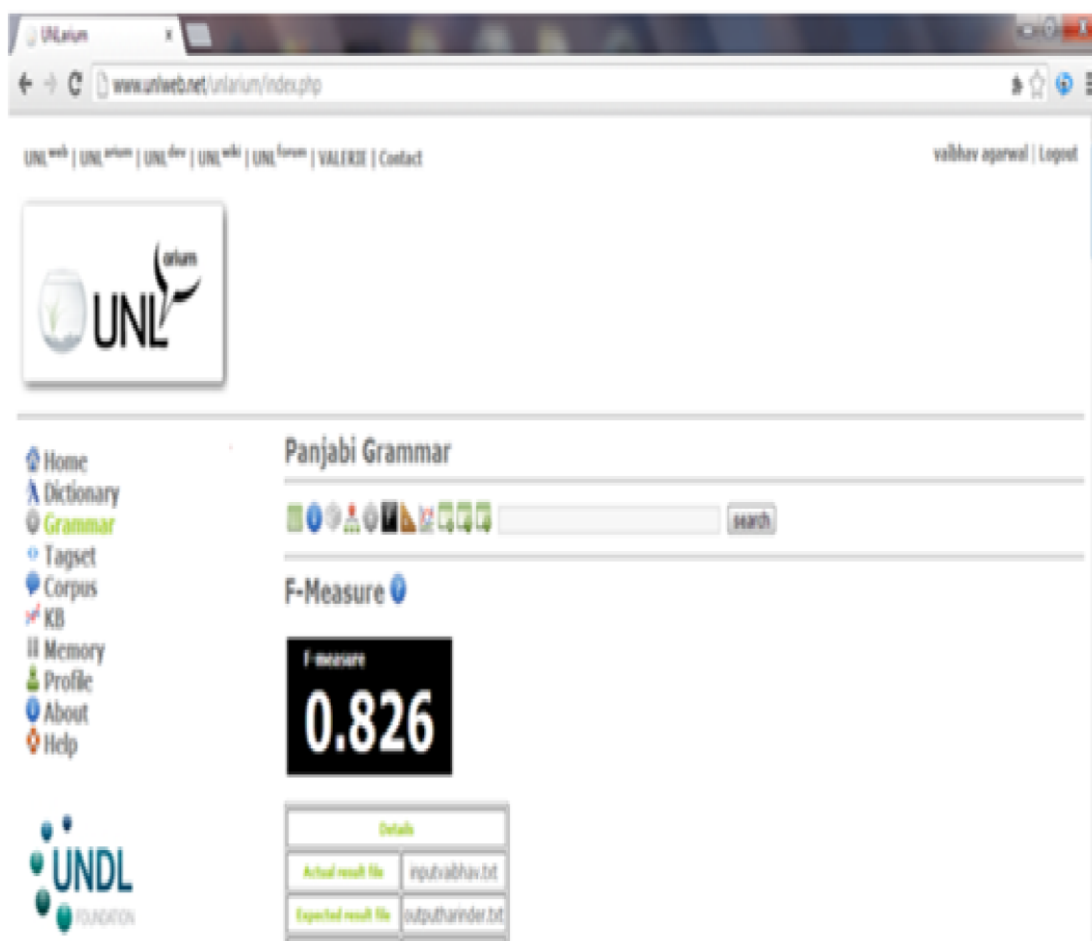 UNLarium
www.unlweb.net/unlarium/index.php
UNLweb | UNLarium | UNLdev | UNLwiki | UNLforum | VALERIE | Contact
vaibhav agarwal | Logout
UNLarium
Home
Dictionary
Grammar
Tagset
Corpus
KB
Memory
Profile
About
Help
UNDL
FOUNDATION
Panjabi Grammar
search
F-Measure
F-measure
0.826
Details
Actual result file inputvaibhav.txt
Expected result file outputharinder.txt